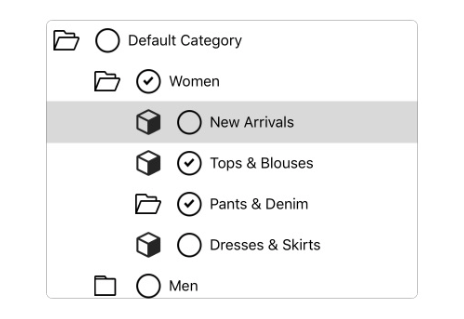 Default Category
Women
New Arrivals
Tops & Blouses
Pants & Denim
Dresses & Skirts
Men